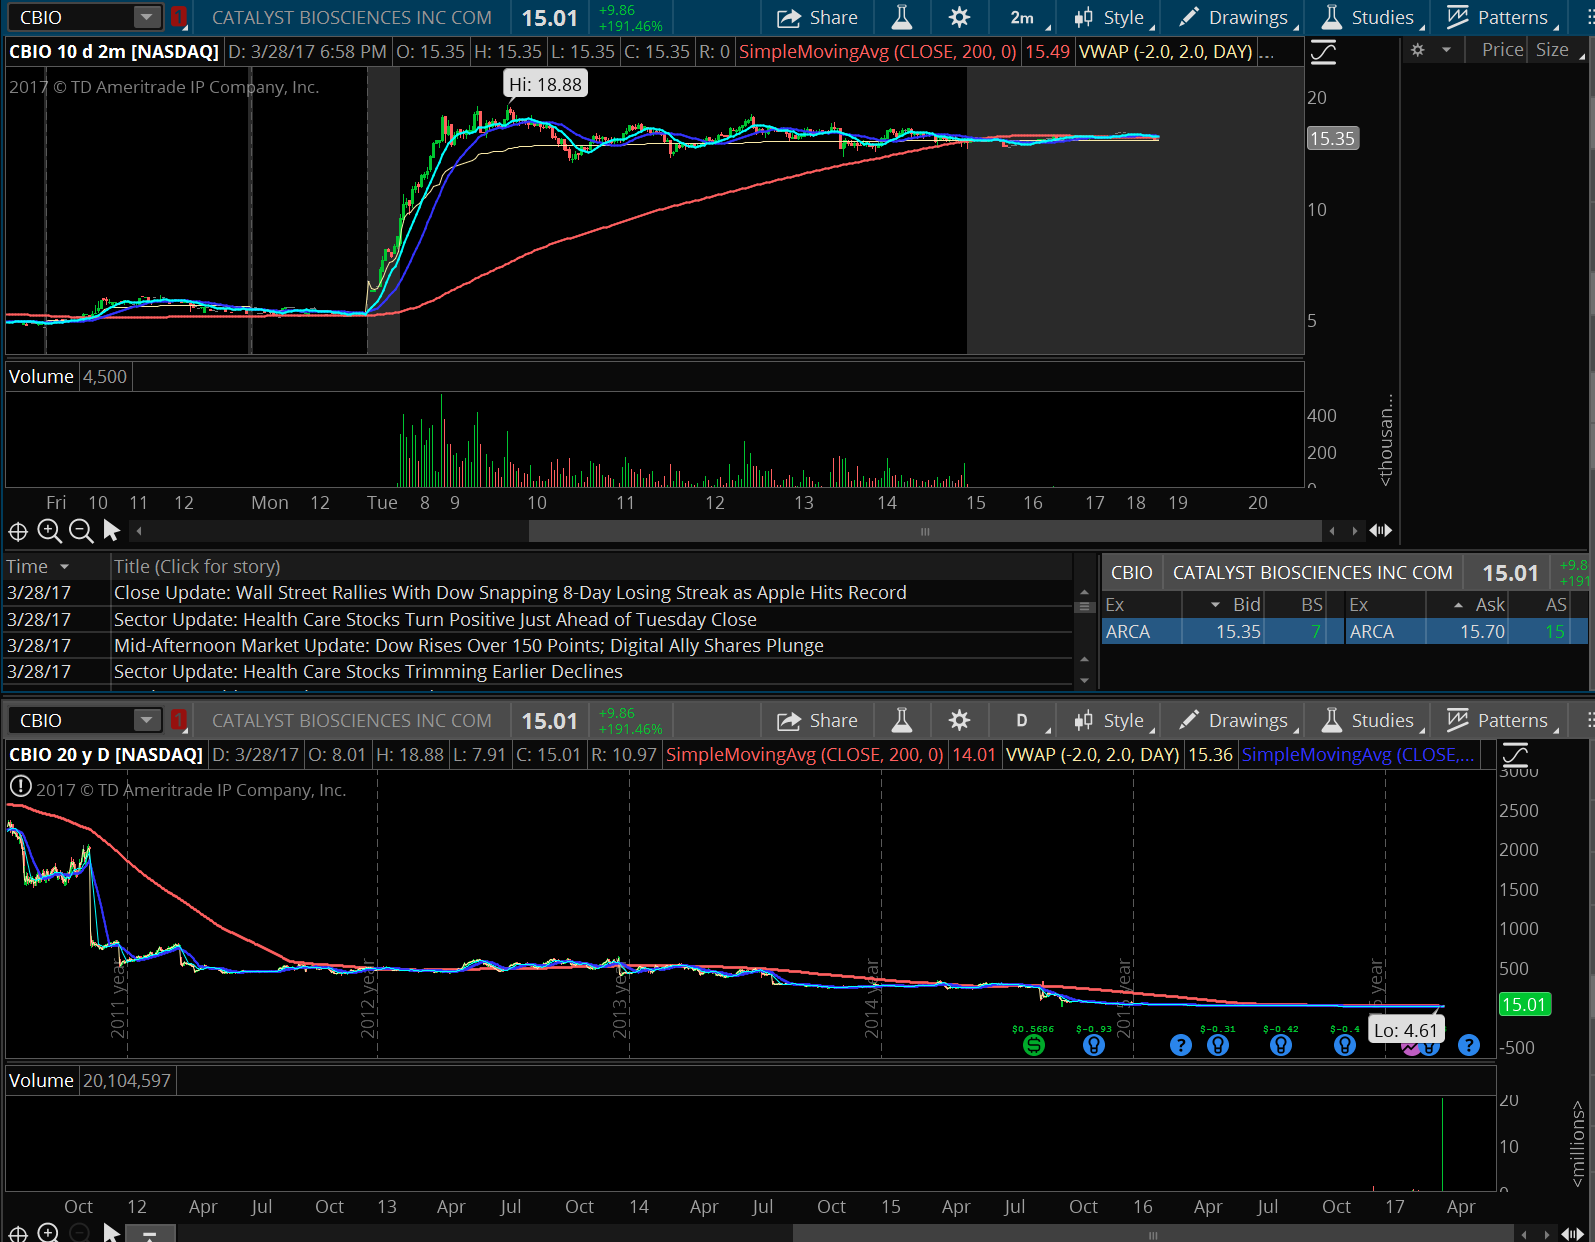 CBIO 1 CATALYST BIOSCIENCES INC COM 15.01 +9.86 +191.46% Share 2m Style Drawings Studies Patterns
CBIO 10 d 2m [NASDAQ] D: 3/28/17 6:58 PM O: 15.35 H: 15.35 L: 15.35 C: 15.35 R: 0 SimpleMovingAvg (CLOSE, 200, 0) 15.49 VWAP (-2.0, 2.0, DAY) ... Price Size
2017 © TD Ameritrade IP Company, Inc.
Hi: 18.88
20
15.35
10
5
Volume 4,500
400
200
0
<thousan...
Fri 10 11 12 Mon 12 Tue 8 9 10 11 12 13 14 15 16 17 18 19 20
Time Title (Click for story)
3/28/17 Close Update: Wall Street Rallies With Dow Snapping 8-Day Losing Streak as Apple Hits Record
3/28/17 Sector Update: Health Care Stocks Turn Positive Just Ahead of Tuesday Close
3/28/17 Mid-Afternoon Market Update: Dow Rises Over 150 Points; Digital Ally Shares Plunge
3/28/17 Sector Update: Health Care Stocks Trimming Earlier Declines
CBIO CATALYST BIOSCIENCES INC COM 15.01 +9.8 +191
Ex Bid BS Ex Ask AS
ARCA 15.35 7 ARCA 15.70 15
CBIO 1 CATALYST BIOSCIENCES INC COM 15.01 +9.86 +191.46% Share D Style Drawings Studies Patterns
CBIO 20 y D [NASDAQ] D: 3/28/17 O: 8.01 H: 18.88 L: 7.91 C: 15.01 R: 10.97 SimpleMovingAvg (CLOSE, 200, 0) 14.01 VWAP (-2.0, 2.0, DAY) 15.36 SimpleMovingAvg (CLOSE,...
2017 © TD Ameritrade IP Company, Inc.
3000
2500
2000
1500
1000
500
15.01
-500
2011 year
2012 year
2013 year
2014 year
year
$0.5686 $-0.93 $-0.31 $-0.42 $-0.4
Lo: 4.61
Volume 20,104,597
20
10
0
<millions>
Oct 12 Apr Jul Oct 13 Apr Jul Oct 14 Apr Jul Oct 15 Apr Jul Oct 16 Apr Jul Oct 17 Apr